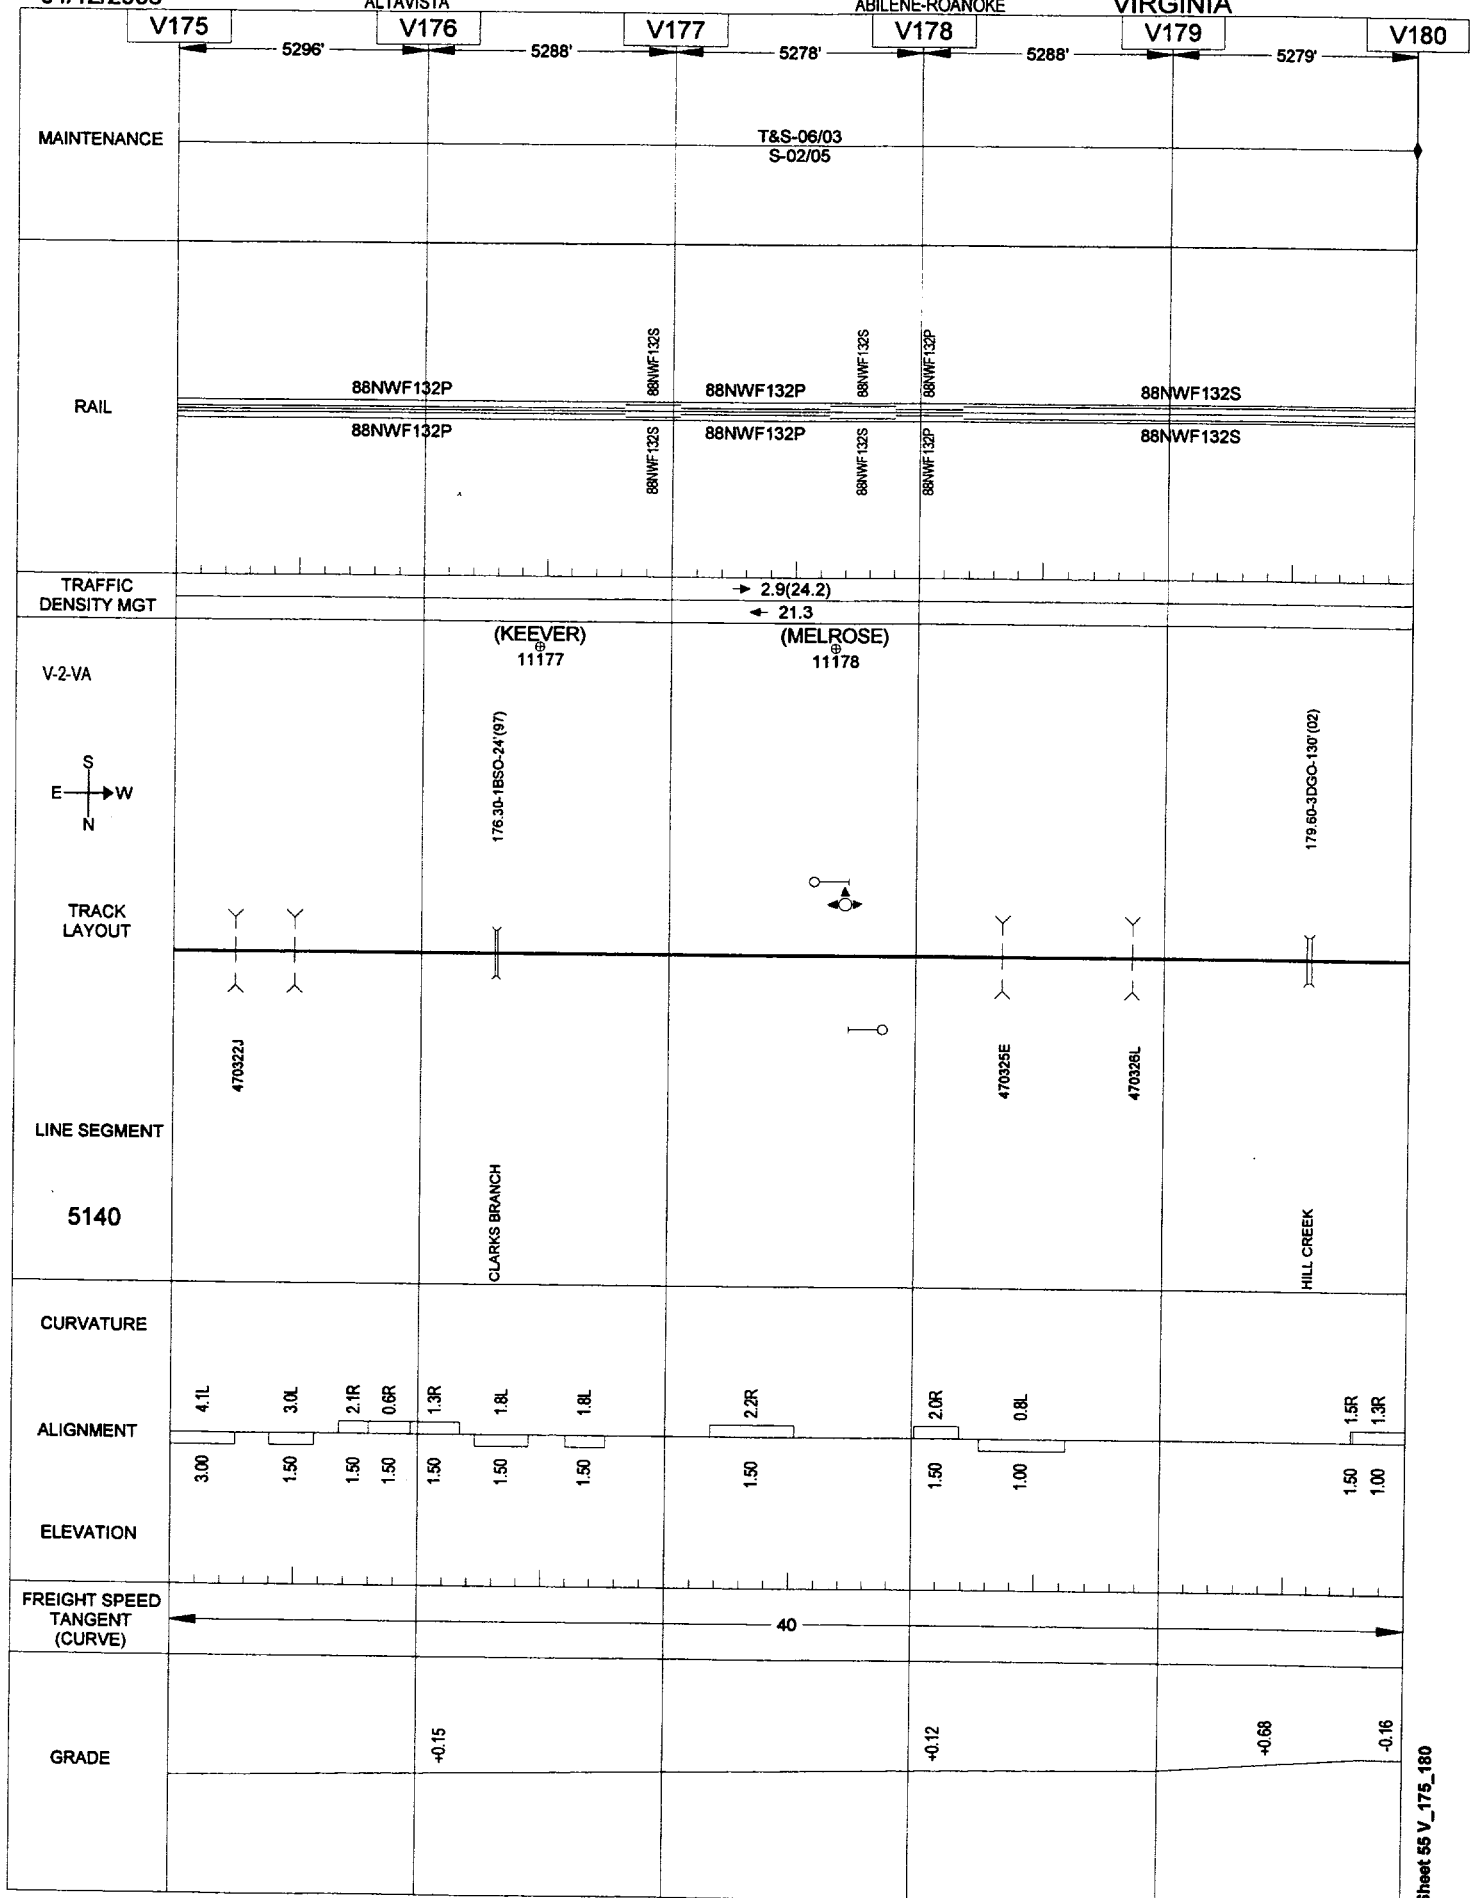 ALTAVISTA
ABILENE-ROANOKE
VIRGINIA
V175
V176
V177
V178
V179
V180
5296'
5288'
5278'
5288'
5279'
MAINTENANCE
T&S-06/03
S-02/05
RAIL
88NWF132P
88NWF132S
88NWF132P
88NWF132S
88NWF132P
88NWF132S
88NWF132P
88NWF132S
88NWF132P
88NWF132S
88NWF132P
88NWF132S
TRAFFIC
DENSITY MGT
2.9(24.2)
21.3
V-2-VA
(KEEVER)
11177
(MELROSE)
11178
S
E
W
N
176.30-1BSO-24'(97)
179.60-3DGO-130'(02)
TRACK
LAYOUT
470322J
470325E
470326L
LINE SEGMENT
5140
CLARKS BRANCH
HILL CREEK
CURVATURE
4.1L
3.0L
2.1R
0.6R
1.3R
1.8L
1.8L
2.2R
2.0R
0.8L
1.5R
1.3R
ALIGNMENT
3.00
1.50
1.50
1.50
1.50
1.50
1.50
1.50
1.50
1.00
1.50
1.00
ELEVATION
FREIGHT SPEED
TANGENT
(CURVE)
40
GRADE
+0.15
+0.12
+0.68
-0.16
Sheet 55 V_175_180